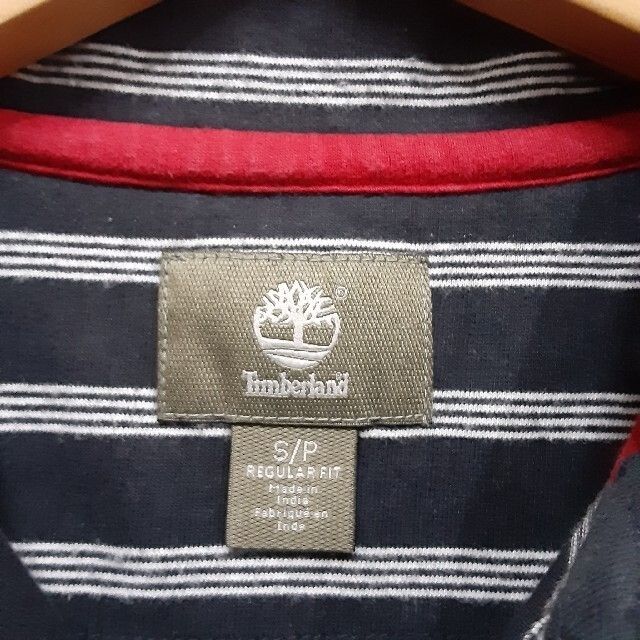 ®
Timberland
S/P
REGULAR FIT
Made in
India
Fabriqué en
Inde